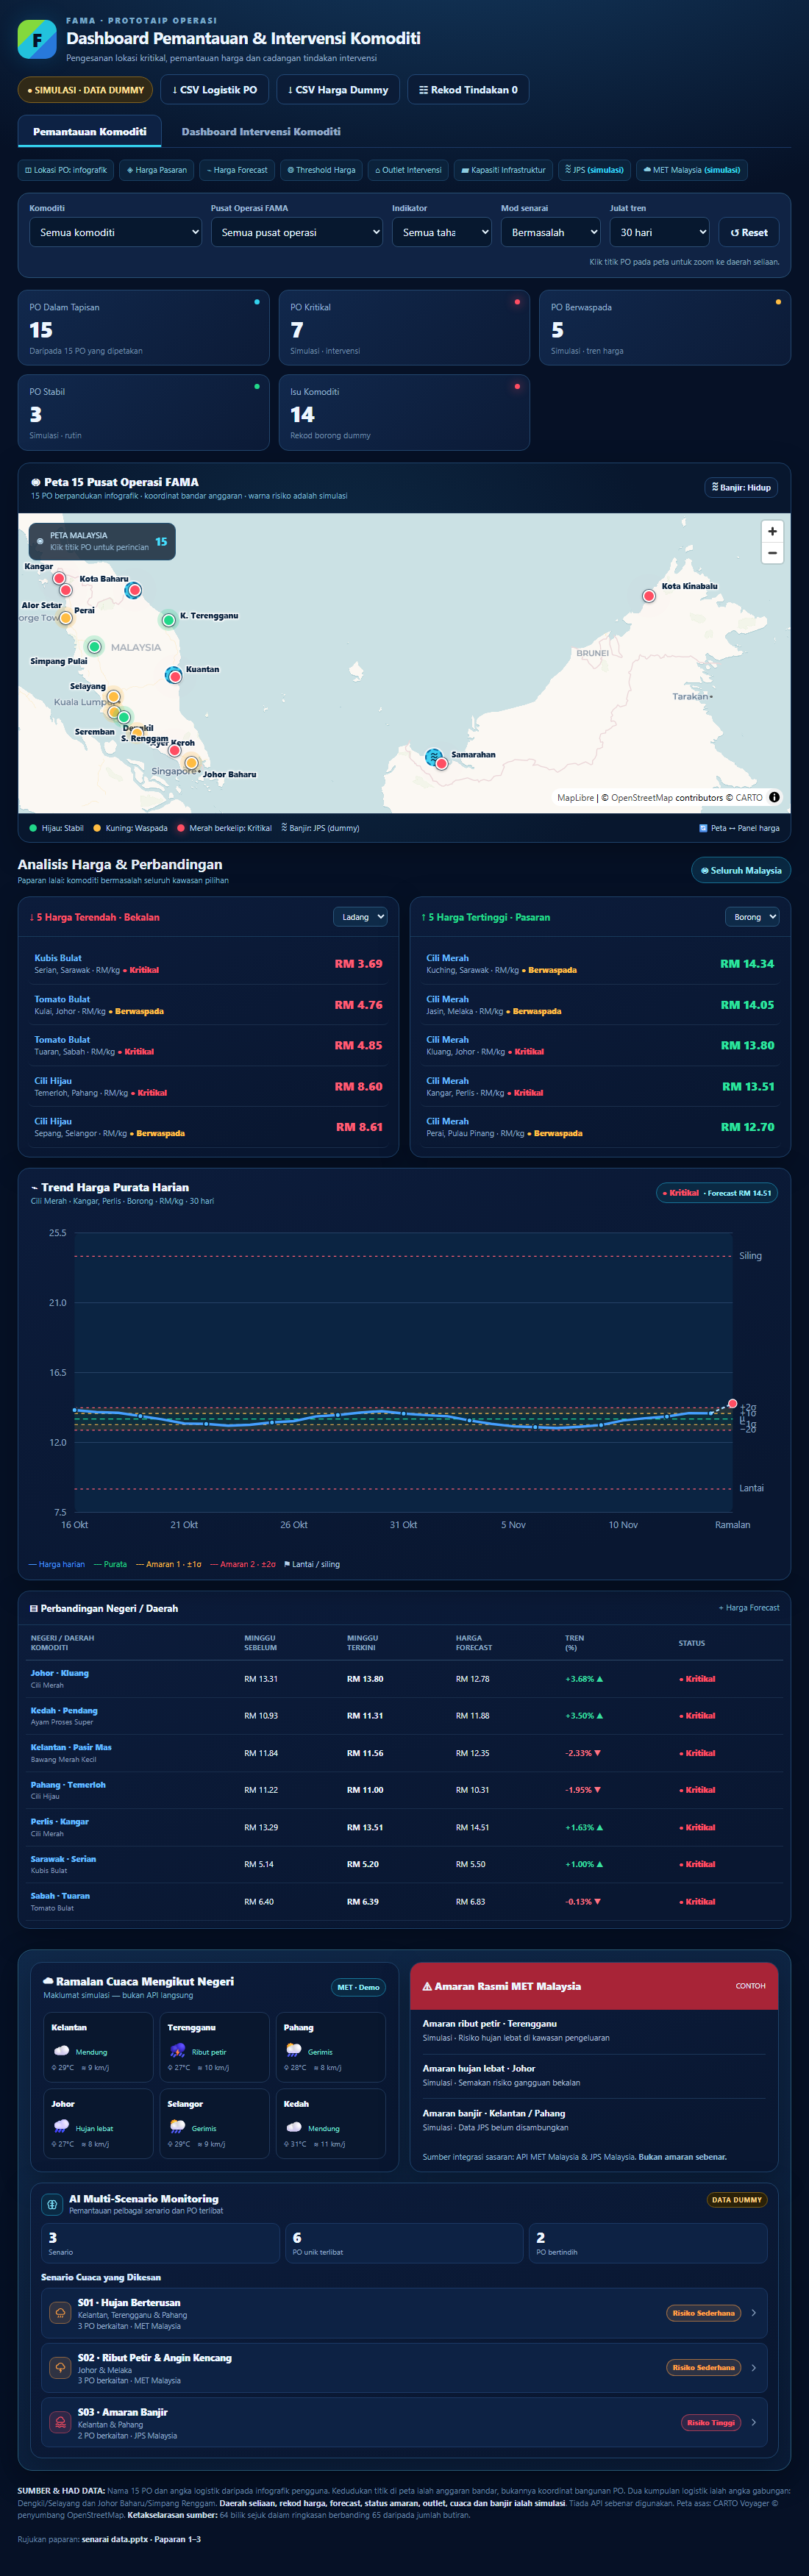 FAMA · PROTOTAIP OPERASI
F
Dashboard Pemantauan & Intervensi Komoditi
Pengesanan lokasi kritikal, pemantauan harga dan cadangan tindakan intervensi
● SIMULASI · DATA DUMMY
↓ CSV Logistik PO
↓ CSV Harga Dummy
Rekod Tindakan 0
Pemantauan Komoditi
Dashboard Intervensi Komoditi
Lokasi PO: infografik
Harga Pasaran
Harga Forecast
Threshold Harga
Outlet Intervensi
Kapasiti Infrastruktur
JPS (simulasi)
MET Malaysia (simulasi)
Komoditi
Pusat Operasi FAMA
Indikator
Mod senarai
Julat tren
Semua komoditi
Semua pusat operasi
Semua taha
Bermasalah
30 hari
↺ Reset
Klik titik PO pada peta untuk zoom ke daerah seliaan.
PO Dalam Tapisan
15
Daripada 15 PO yang dipetakan
PO Kritikal
7
Simulasi · intervensi
PO Berwaspada
5
Simulasi · tren harga
PO Stabil
3
Simulasi · rutin
Isu Komoditi
14
Rekod borong dummy
Peta 15 Pusat Operasi FAMA
15 PO berpandukan infografik · koordinat bandar anggaran · warna risiko adalah simulasi
Banjir: Hidup
PETA MALAYSIA
Klik titik PO untuk perincian
15
+
−
Kangar
Kota Baharu
Kota Kinabalu
Alor Setar
Perai
orge Tow
K. Terengganu
MALAYSIA
BRUNEI
Simpang Pulai
Kuantan
Selayang
Kuala Lump
Tarakan
Seremban
Dengkil
S. Renggam
Ayer Keroh
Samarahan
Singapore
Johor Baharu
MapLibre | © OpenStreetMap contributors © CARTO
Hijau: Stabil
Kuning: Waspada
Merah berkelip: Kritikal
Banjir: JPS (dummy)
Peta ↔ Panel harga
Analisis Harga & Perbandingan
Paparan lalai: komoditi bermasalah seluruh kawasan pilihan
Seluruh Malaysia
↓ 5 Harga Terendah · Bekalan
Ladang
Kubis Bulat
Serian, Sarawak · RM/kg ● Kritikal
RM 3.69
Tomato Bulat
Kulai, Johor · RM/kg ● Berwaspada
RM 4.76
Tomato Bulat
Tuaran, Sabah · RM/kg ● Kritikal
RM 4.85
Cili Hijau
Temerloh, Pahang · RM/kg ● Kritikal
RM 8.60
Cili Hijau
Sepang, Selangor · RM/kg ● Berwaspada
RM 8.61
↑ 5 Harga Tertinggi · Pasaran
Borong
Cili Merah
Kuching, Sarawak · RM/kg ● Berwaspada
RM 14.34
Cili Merah
Jasin, Melaka · RM/kg ● Berwaspada
RM 14.05
Cili Merah
Kluang, Johor · RM/kg ● Kritikal
RM 13.80
Cili Merah
Kangar, Perlis · RM/kg ● Kritikal
RM 13.51
Cili Merah
Perai, Pulau Pinang · RM/kg ● Berwaspada
RM 12.70
~ Trend Harga Purata Harian
Cili Merah · Kangar, Perlis · Borong · RM/kg · 30 hari
● Kritikal · Forecast RM 14.51
25.5
21.0
16.5
12.0
7.5
Siling
+2σ
+1σ
μ
−1σ
−2σ
Lantai
16 Okt
21 Okt
26 Okt
31 Okt
5 Nov
10 Nov
Ramalan
— Harga harian
— Purata
--- Amaran 1 · ±1σ
--- Amaran 2 · ±2σ
Lantai / siling
Perbandingan Negeri / Daerah
+ Harga Forecast
NEGERI / DAERAH KOMODITI
MINGGU SEBELUM
MINGGU TERKINI
HARGA FORECAST
TREN (%)
STATUS
Johor · Kluang
Cili Merah
RM 13.31
RM 13.80
RM 12.78
+3.68% ▲
● Kritikal
Kedah · Pendang
Ayam Proses Super
RM 10.93
RM 11.31
RM 11.88
+3.50% ▲
● Kritikal
Kelantan · Pasir Mas
Bawang Merah Kecil
RM 11.84
RM 11.56
RM 12.35
-2.33% ▼
● Kritikal
Pahang · Temerloh
Cili Hijau
RM 11.22
RM 11.00
RM 10.31
-1.95% ▼
● Kritikal
Perlis · Kangar
Cili Merah
RM 13.29
RM 13.51
RM 14.51
+1.63% ▲
● Kritikal
Sarawak · Serian
Kubis Bulat
RM 5.14
RM 5.20
RM 5.50
+1.00% ▲
● Kritikal
Sabah · Tuaran
Tomato Bulat
RM 6.40
RM 6.39
RM 6.83
-0.13% ▼
● Kritikal
Ramalan Cuaca Mengikut Negeri
Maklumat simulasi — bukan API langsung
MET · Demo
Kelantan
Mendung
29°C
9 km/j
Terengganu
Ribut petir
27°C
10 km/j
Pahang
Gerimis
28°C
8 km/j
Johor
Hujan lebat
27°C
8 km/j
Selangor
Gerimis
29°C
9 km/j
Kedah
Mendung
31°C
11 km/j
⚠ Amaran Rasmi MET Malaysia
CONTOH
Amaran ribut petir · Terengganu
Simulasi · Risiko hujan lebat di kawasan pengeluaran
Amaran hujan lebat · Johor
Simulasi · Semakan risiko gangguan bekalan
Amaran banjir · Kelantan / Pahang
Simulasi · Data JPS belum disambungkan
Sumber integrasi sasaran: API MET Malaysia & JPS Malaysia. Bukan amaran sebenar.
AI Multi-Scenario Monitoring
Pemantauan pelbagai senario dan PO terlibat
DATA DUMMY
3
Senario
6
PO unik terlibat
2
PO bertindih
Senario Cuaca yang Dikesan
S01 · Hujan Berterusan
Kelantan, Terengganu & Pahang
3 PO berkaitan · MET Malaysia
Risiko Sederhana
S02 · Ribut Petir & Angin Kencang
Johor & Melaka
3 PO berkaitan · MET Malaysia
Risiko Sederhana
S03 · Amaran Banjir
Kelantan & Pahang
2 PO berkaitan · JPS Malaysia
Risiko Tinggi
SUMBER & HAD DATA: Nama 15 PO dan angka logistik daripada infografik pengguna. Kedudukan titik di peta ialah anggaran bandar, bukannya koordinat bangunan PO. Dua kumpulan logistik ialah angka gabungan:
Dengkil/Selayang dan Johor Baharu/Simpang Renggam. Daerah seliaan, rekod harga, forecast, status amaran, outlet, cuaca dan banjir ialah simulasi. Tiada API sebenar digunakan. Peta asas: CARTO Voyager ©
penyumbang OpenStreetMap. Ketakselarasan sumber: 64 bilik sejuk dalam ringkasan berbanding 65 daripada jumlah butiran.
Rujukan paparan: senarai data.pptx · Paparan 1–3